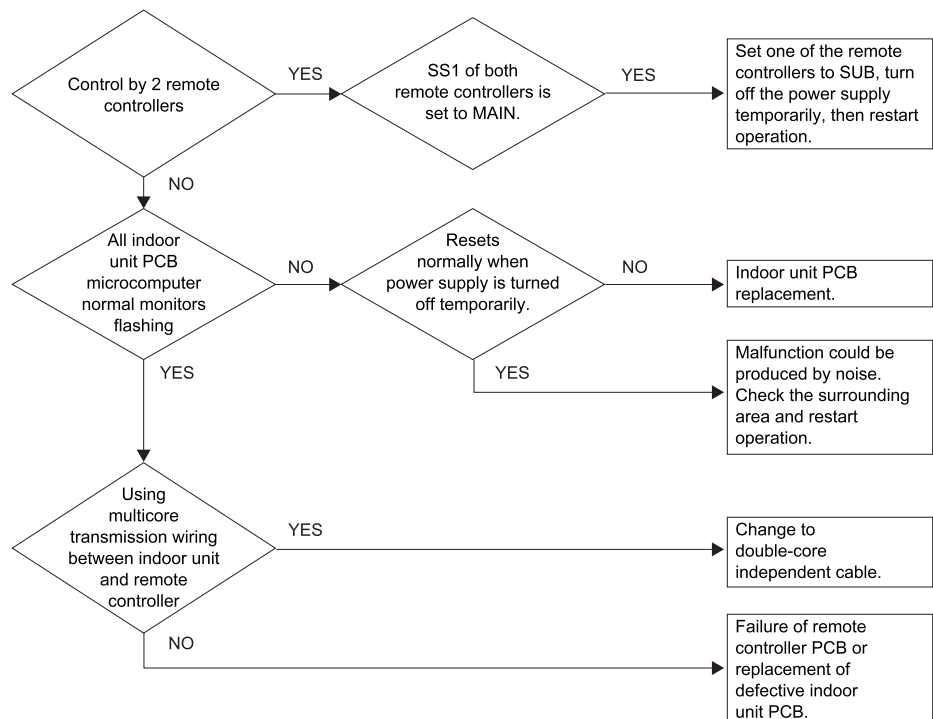 Control by 2 remote
controllers
YES
SS1 of both
remote controllers is
set to MAIN.
YES
Set one of the remote
controllers to SUB, turn
off the power supply
temporarily, then restart
operation.
NO
All indoor
unit PCB
microcomputer
normal monitors
flashing
NO
Resets
normally when
power supply is turned
off temporarily.
NO
Indoor unit PCB
replacement.
YES
YES
Malfunction could be
produced by noise.
Check the surrounding
area and restart
operation.
Using
multicore
transmission wiring
between indoor unit
and remote
controller
YES
Change to
double-core
independent cable.
NO
Failure of remote
controller PCB or
replacement of
defective indoor
unit PCB.